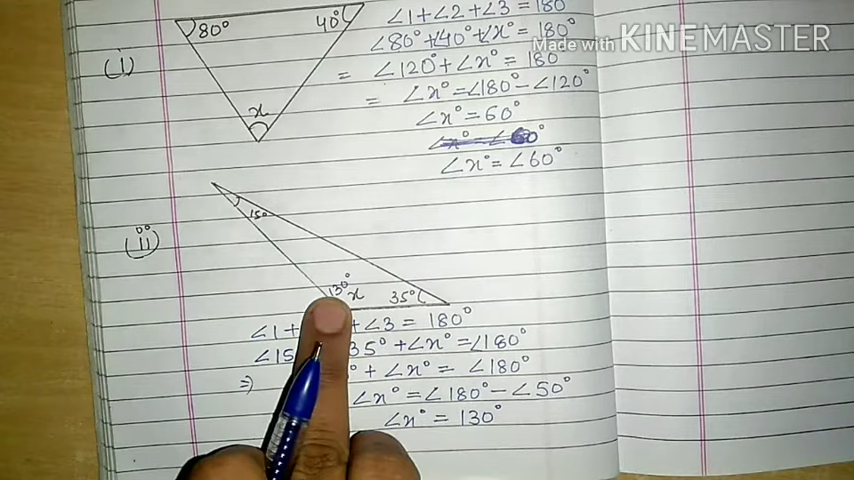 ∠1+∠2+∠3 = 180
80° 40°
∠80°+∠40°+∠x° = 180°
Made with KINEMASTER
(i)
= ∠120°+∠x° = 180
= ∠x° = ∠180° - ∠120°
x
∠x° = 60°
∠x° = ∠60°
15°
(ii)
130° x 35°
∠1+ +∠3 = 180°
∠15 35° +∠x° = ∠180°
⇒ ° + ∠x° = ∠180°
∠x° = ∠180° - ∠50°
∠x° = 130°